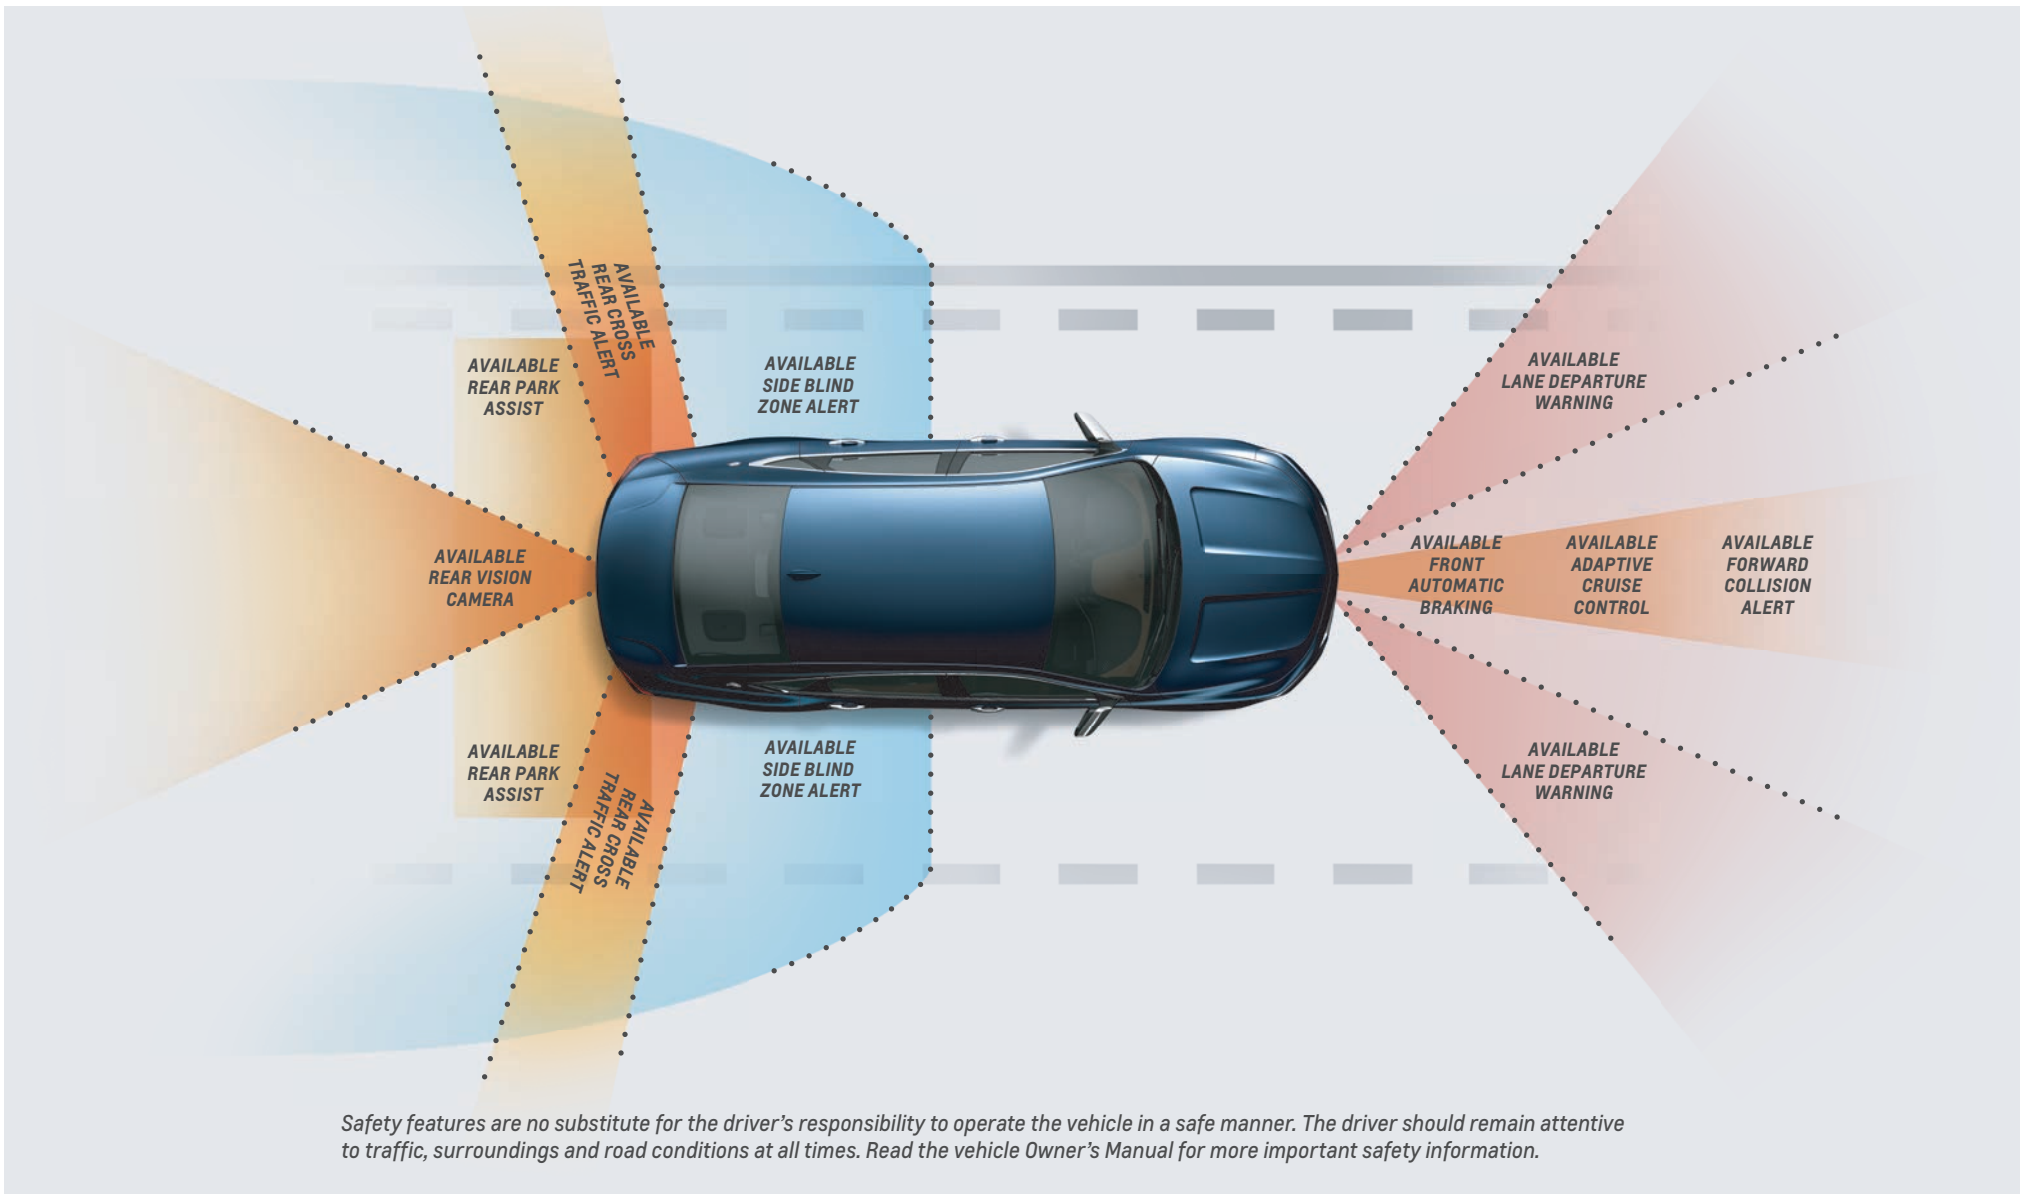 AVAILABLE
REAR CROSS
TRAFFIC ALERT
AVAILABLE
REAR PARK
ASSIST
AVAILABLE
SIDE BLIND
ZONE ALERT
AVAILABLE
LANE DEPARTURE
WARNING
AVAILABLE
REAR VISION
CAMERA
AVAILABLE
FRONT
AUTOMATIC
BRAKING
AVAILABLE
ADAPTIVE
CRUISE
CONTROL
AVAILABLE
FORWARD
COLLISION
ALERT
AVAILABLE
REAR PARK
ASSIST
AVAILABLE
REAR CROSS
TRAFFIC ALERT
AVAILABLE
SIDE BLIND
ZONE ALERT
AVAILABLE
LANE DEPARTURE
WARNING
Safety features are no substitute for the driver’s responsibility to operate the vehicle in a safe manner. The driver should remain attentive
to traffic, surroundings and road conditions at all times. Read the vehicle Owner’s Manual for more important safety information.